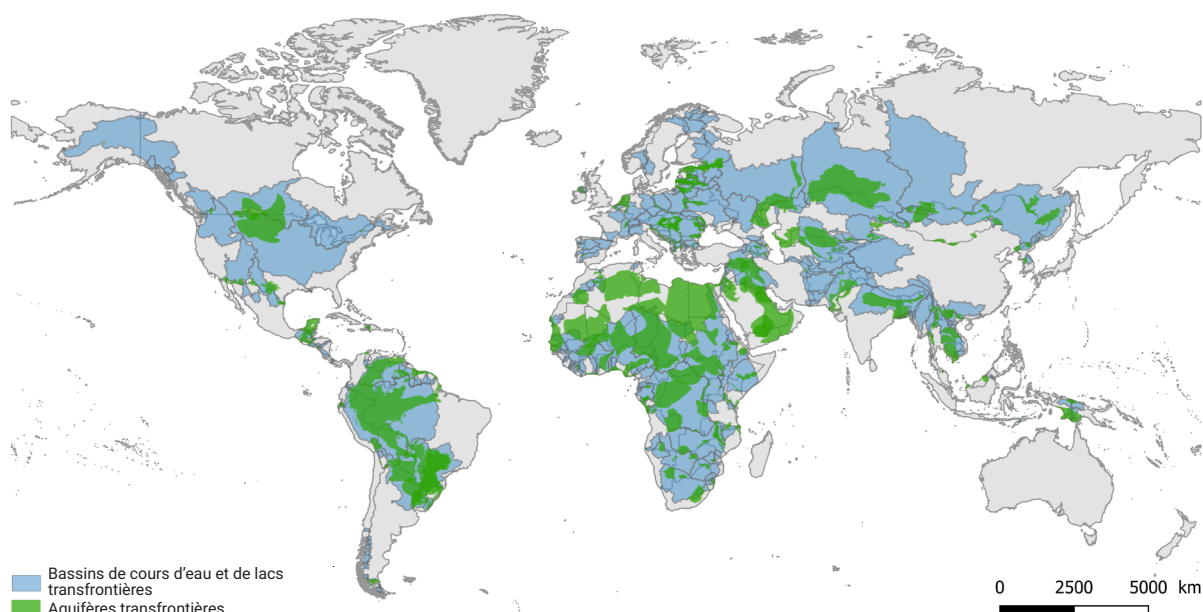 Bassins de cours d'eau et de lacs
transfrontières
Aquifères transfrontières
0 2500 5000 km